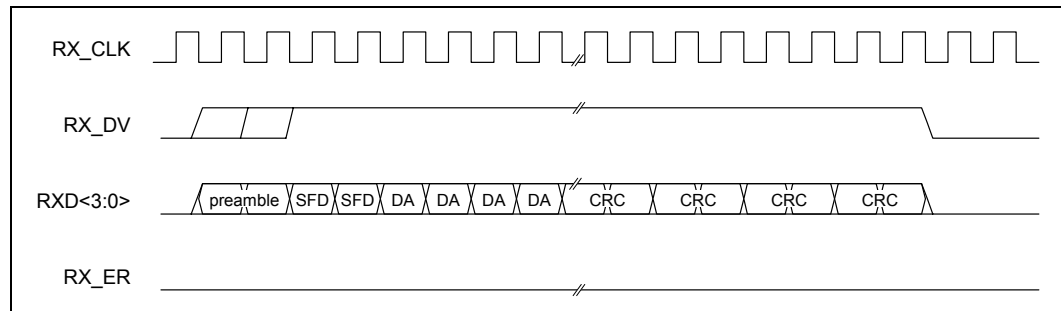 RX_CLK
RX_DV
RXD<3:0> preamble SFD SFD DA DA DA DA CRC CRC CRC CRC
RX_ER